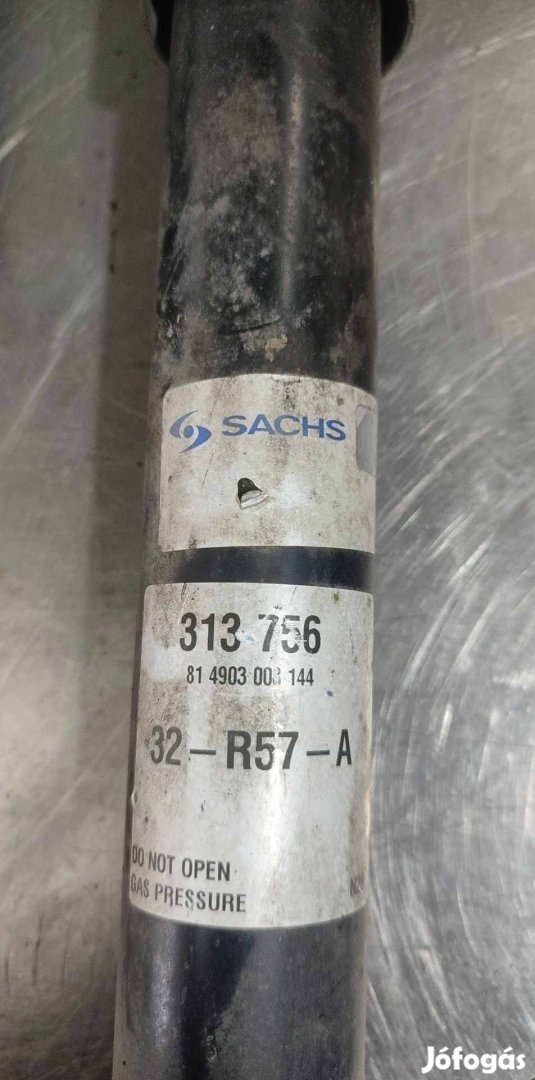 SACHS
313 756
81 4903 003 144
32-R57-A
DO NOT OPEN
GAS PRESSURE
Jófogás